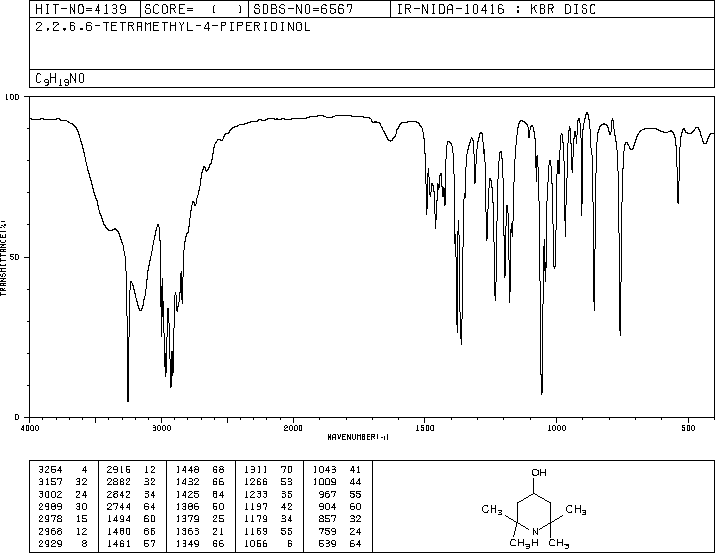 HIT-NO=4139 SCORE= ( ) SDBS-NO=6567 IR-NIDA-10416 : KBR DISC
2,2,6,6-TETRAMETHYL-4-PIPERIDINOL
C9H19NO
100
50
0
TRANSMITTANCE(%)
4000 3000 2000 1500 1000 500
WAVENUMBER(-1)
3264 4 2916 12 1448 68 1311 70 1043 41
3157 32 2882 32 1432 66 1266 53 1009 44
3002 24 2842 34 1425 64 1233 35 967 55
2989 30 2744 64 1386 60 1197 42 904 60
2978 15 1494 60 1379 25 1179 34 857 32
2968 12 1480 66 1363 21 1169 55 759 24
2929 8 1461 57 1349 66 1066 6 539 64
OH
CH3 CH3
N
CH3 H CH3